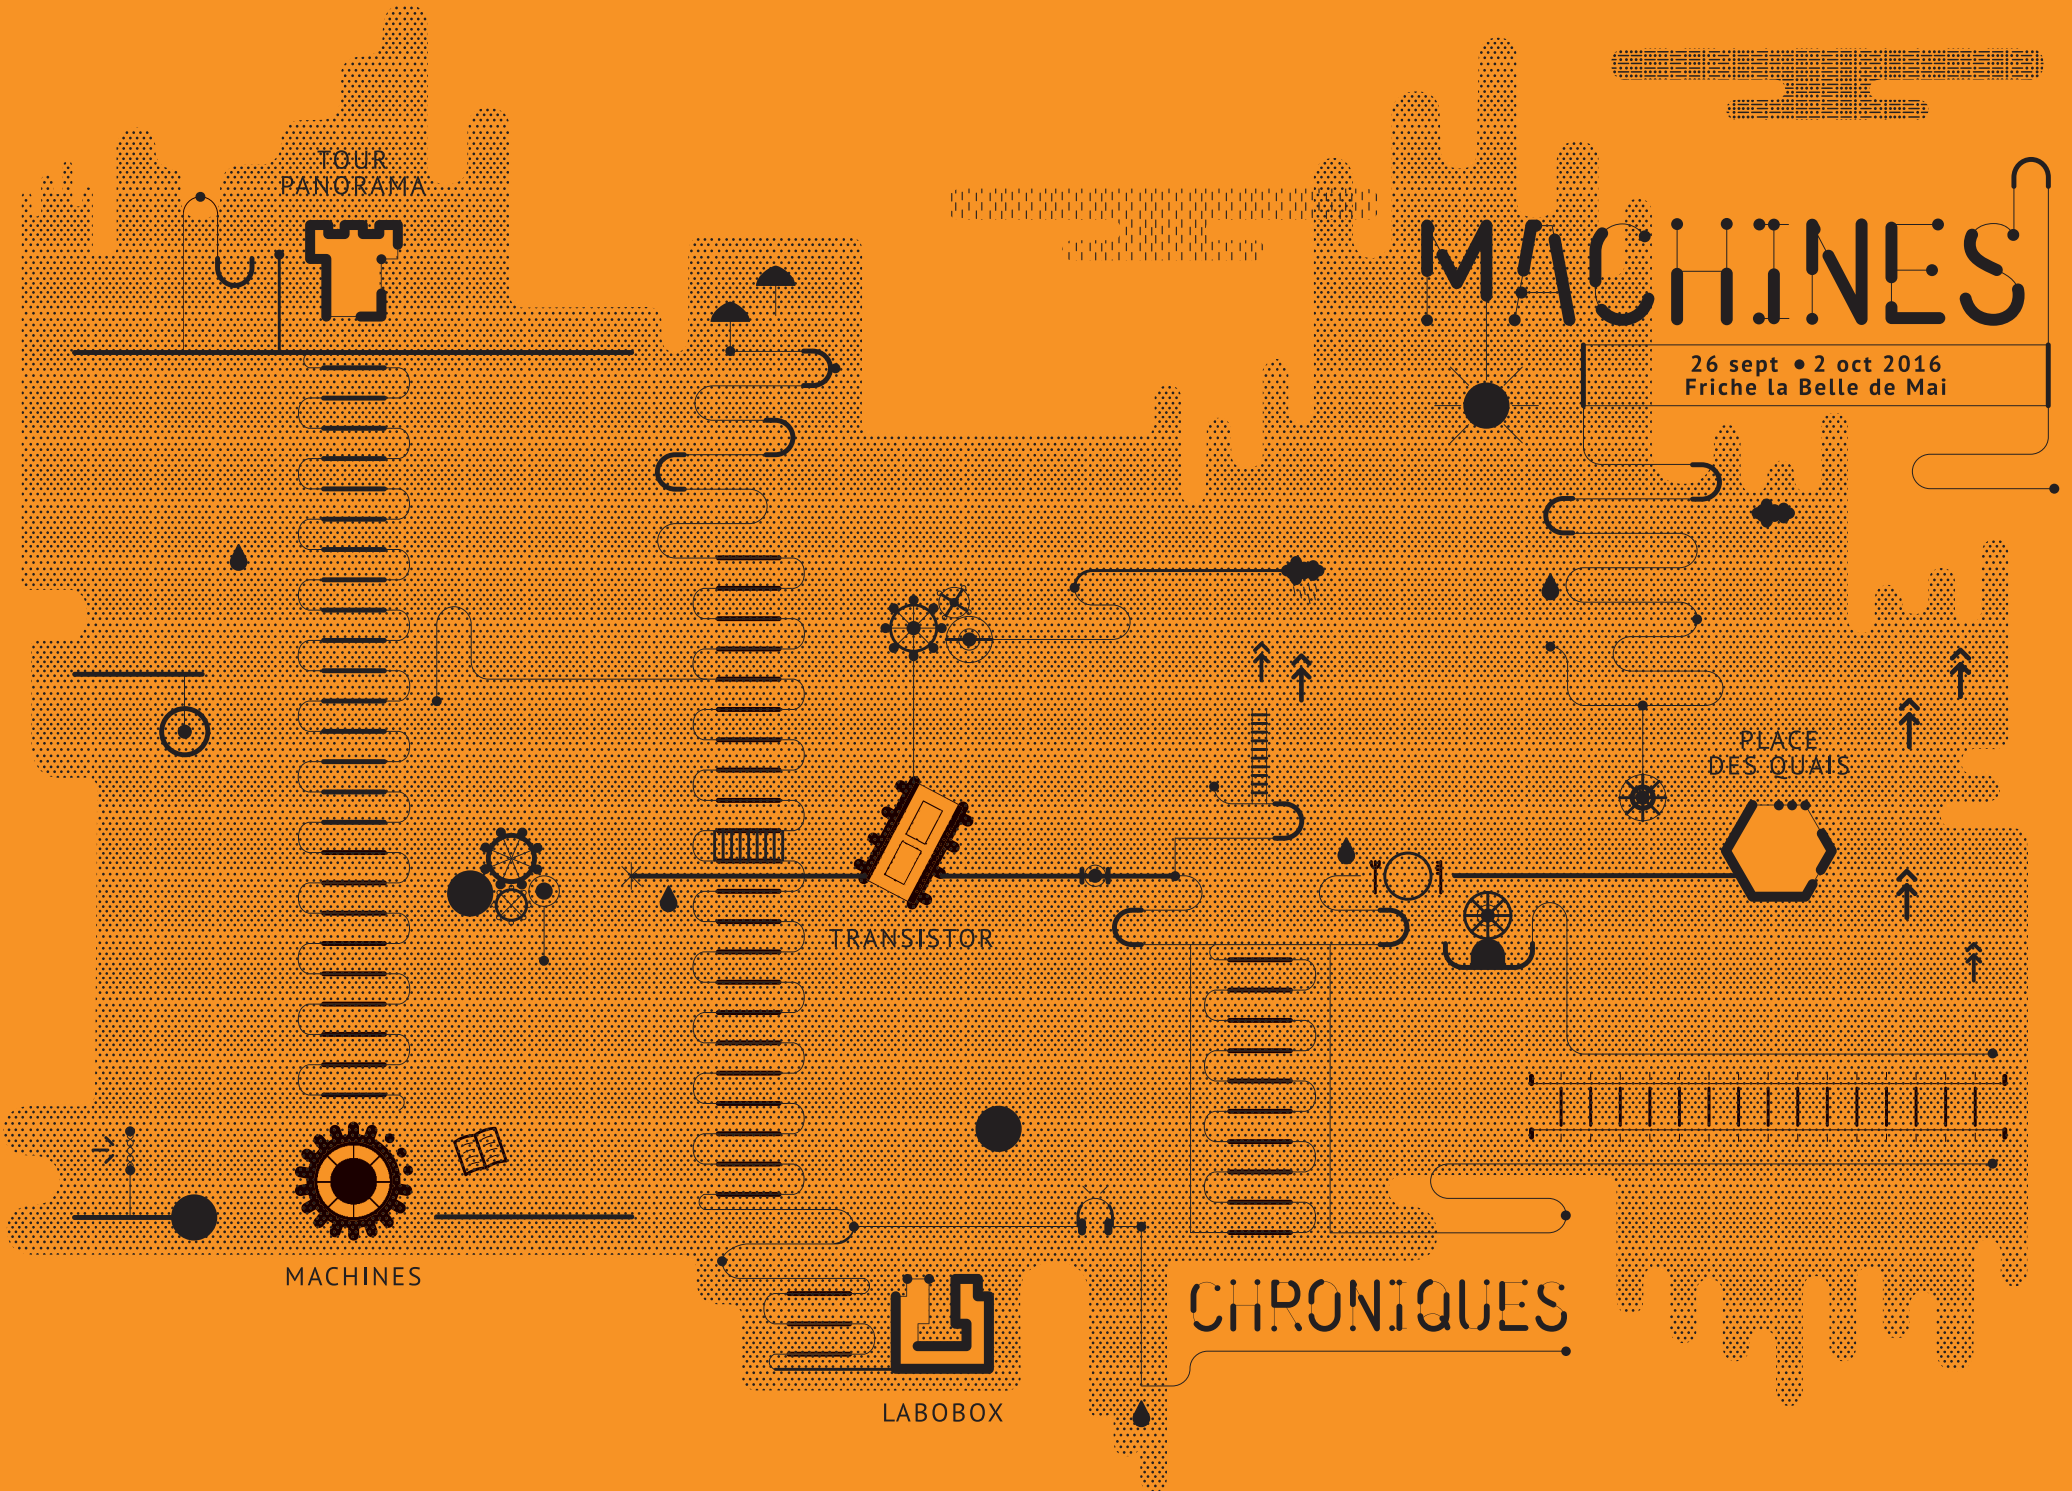 TOUR
PANORAMA
MACHINES
26 sept • 2 oct 2016
Friche la Belle de Mai
PLACE
DES QUAIS
TRANSISTOR
MACHINES
CHRONIQUES
LABOBOX